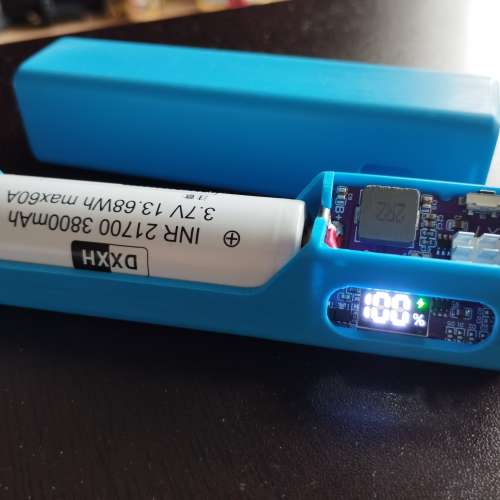 INR 21700 3800mAh
3.7V 13.68Wh max60A
DXXH
2R2
B+
100%